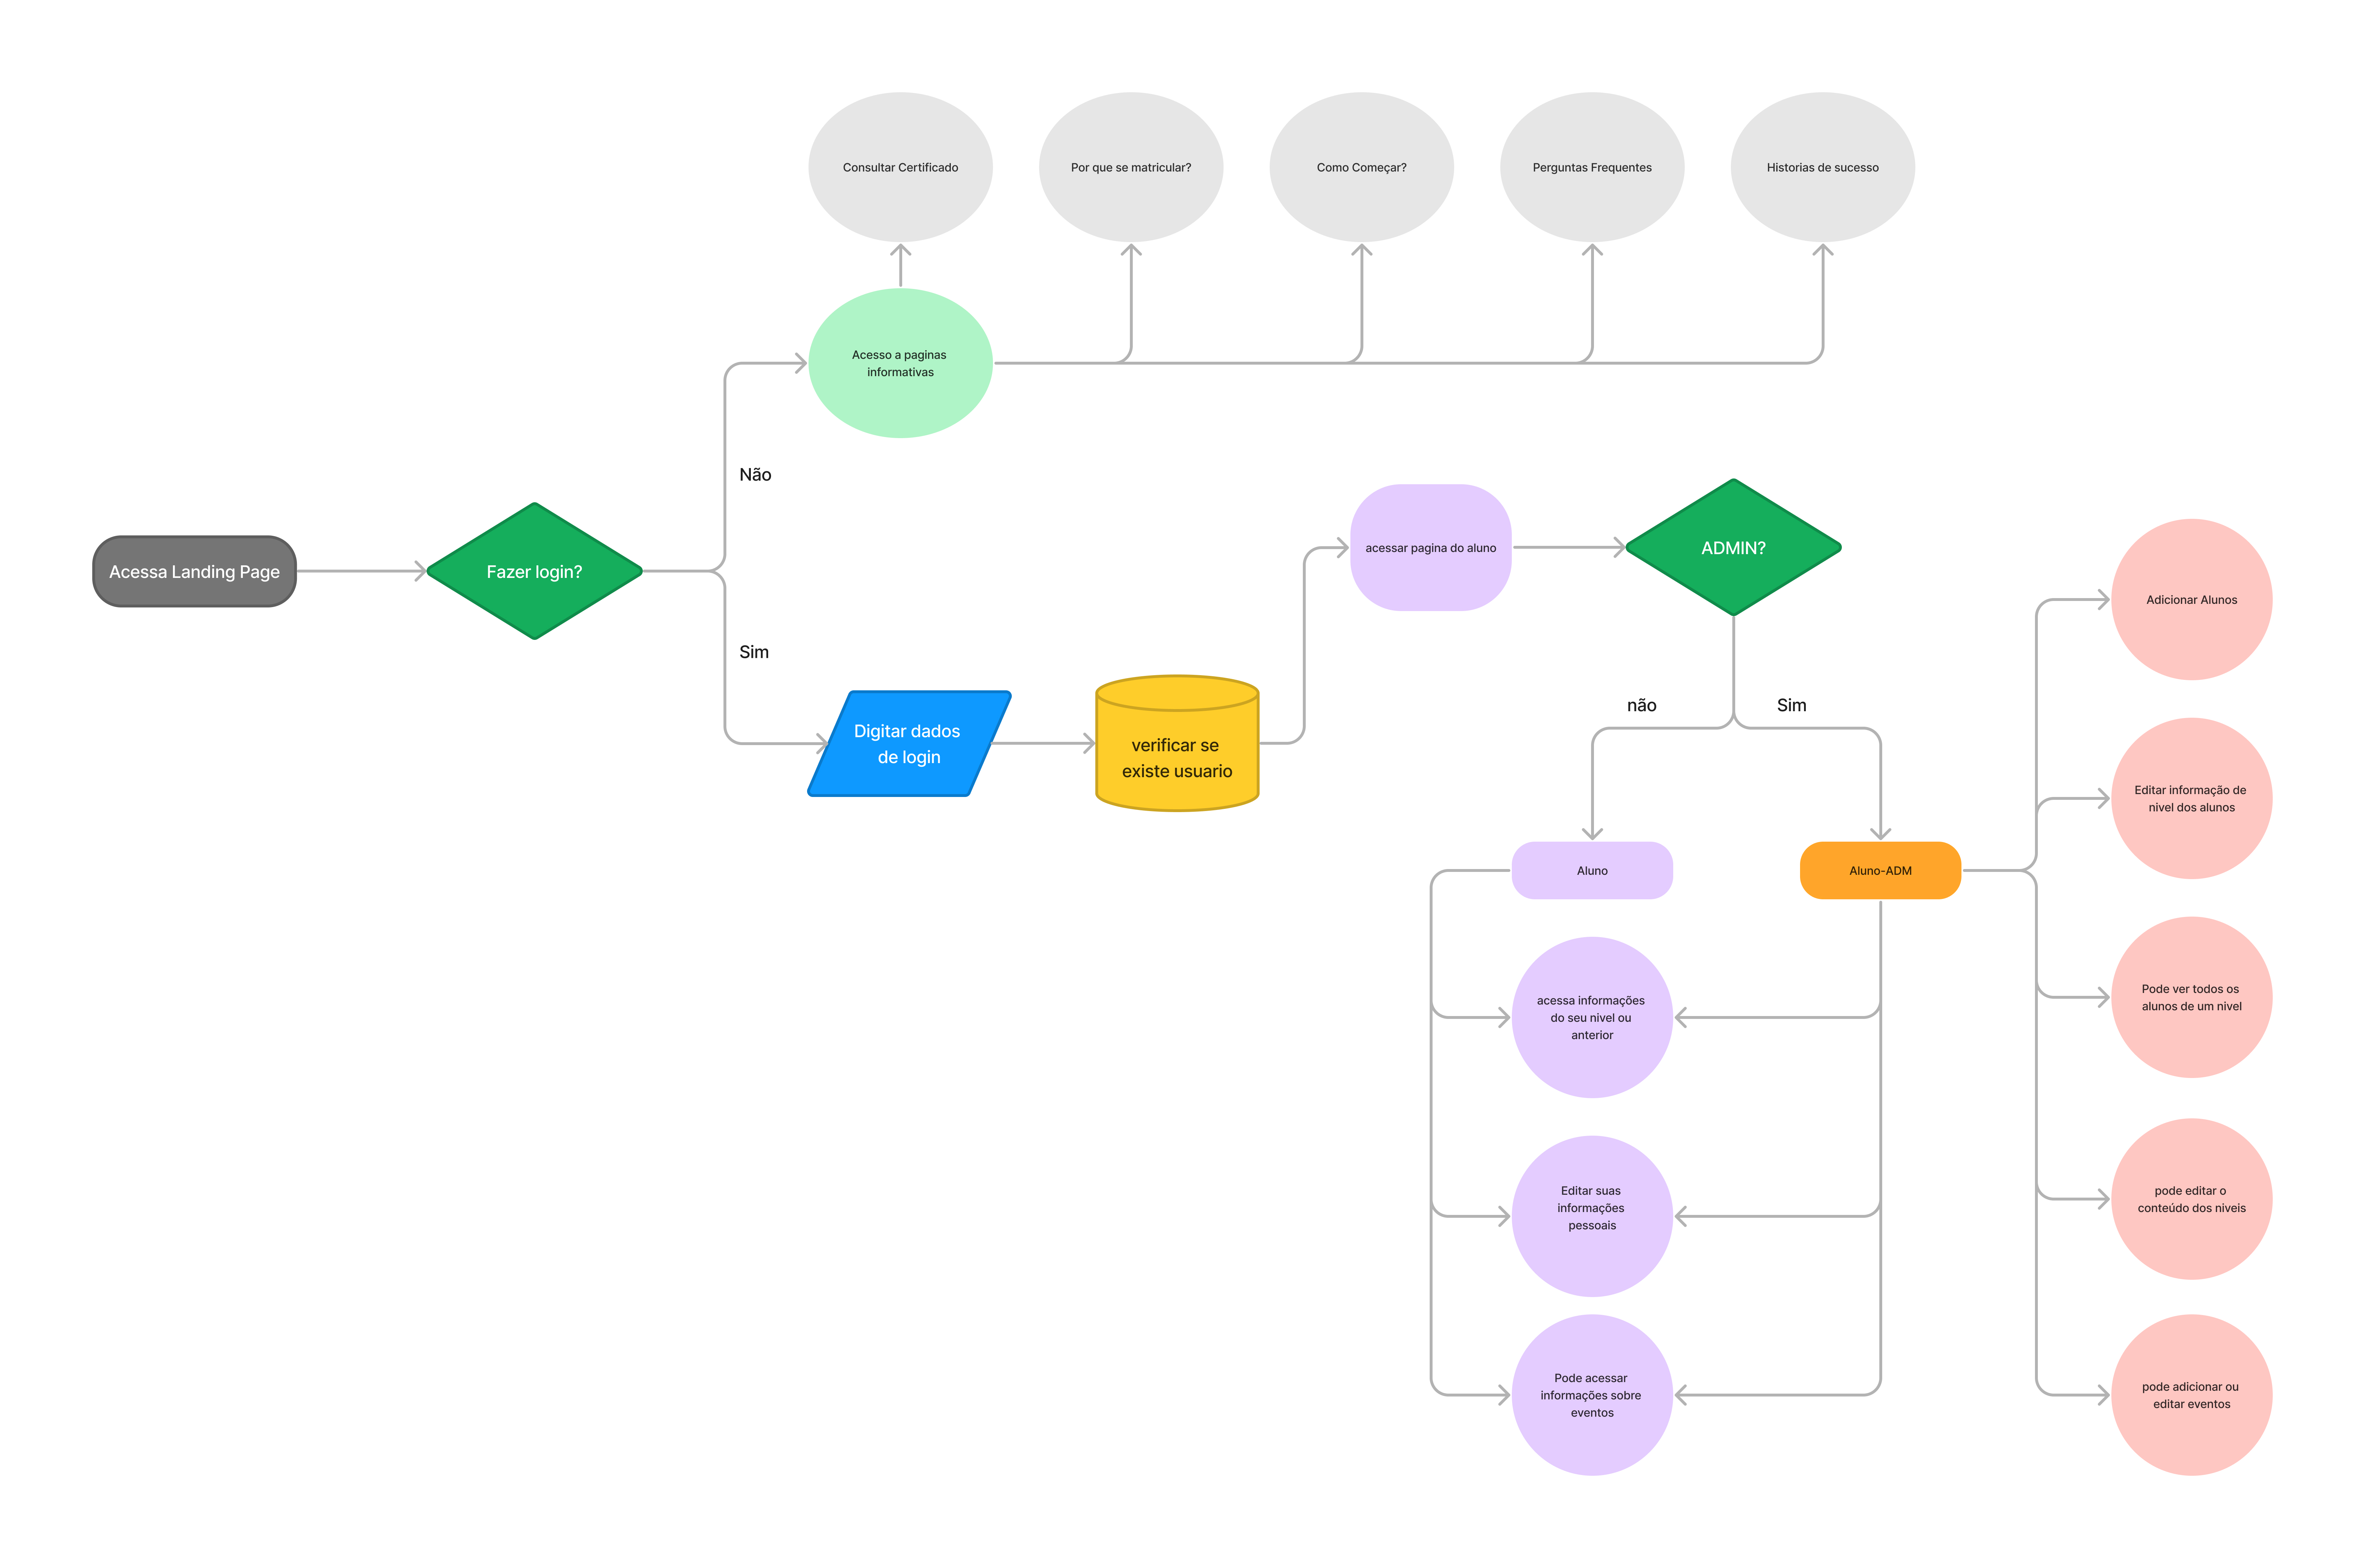 Consultar Certificado
Por que se matricular?
Como Começar?
Perguntas Frequentes
Historias de sucesso
Acesso a paginas
informativas
Não
Acessa Landing Page
Fazer login?
Sim
Digitar dados
de login
verificar se
existe usuario
acessar pagina do aluno
ADMIN?
não
Sim
Aluno
Aluno-ADM
acessa informações
do seu nivel ou
anterior
Editar suas
informações
pessoais
Pode acessar
informações sobre
eventos
Adicionar Alunos
Editar informação de
nivel dos alunos
Pode ver todos os
alunos de um nivel
pode editar o
conteúdo dos niveis
pode adicionar ou
editar eventos